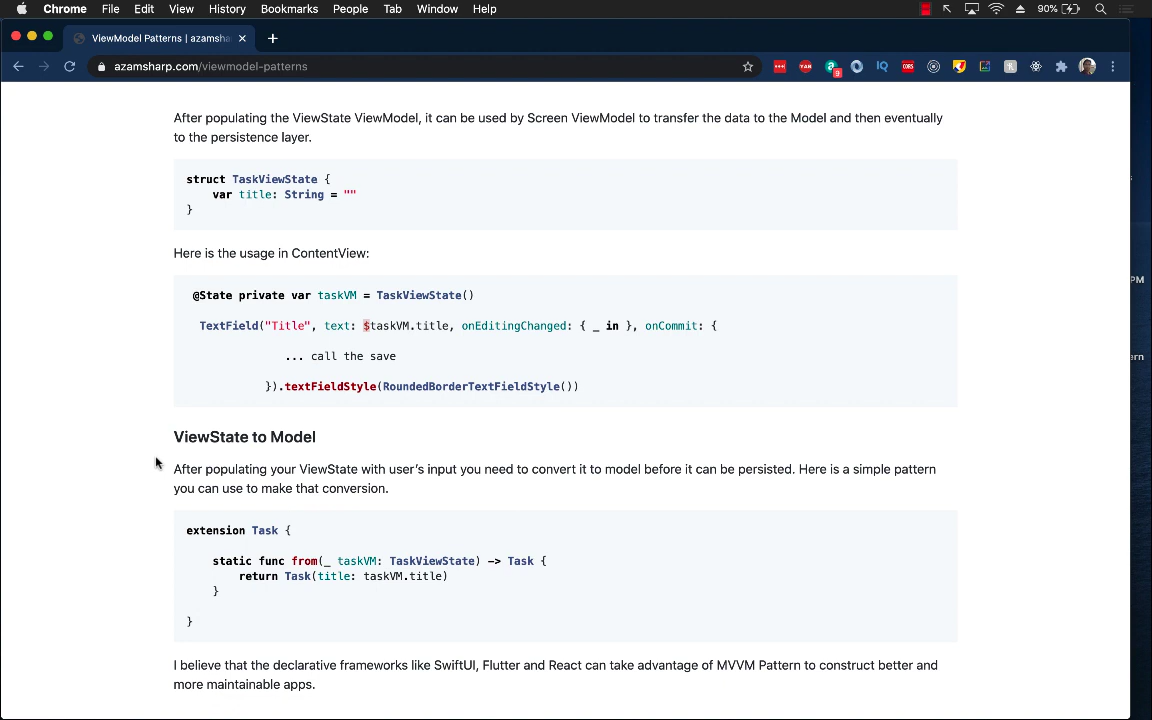 Chrome File Edit View History Bookmarks People Tab Window Help 90%
ViewModel Patterns | azamsha
azamsharp.com/viewmodel-patterns
After populating the ViewState ViewModel, it can be used by Screen ViewModel to transfer the data to the Model and then eventually
to the persistence layer.
struct TaskViewState {
var title: String = ""
}
Here is the usage in ContentView:
@State private var taskVM = TaskViewState()
TextField("Title", text: $taskVM.title, onEditingChanged: { _ in }, onCommit: {
... call the save
}).textFieldStyle(RoundedBorderTextFieldStyle())
ViewState to Model
After populating your ViewState with user's input you need to convert it to model before it can be persisted. Here is a simple pattern
you can use to make that conversion.
extension Task {
static func from(_ taskVM: TaskViewState) -> Task {
return Task(title: taskVM.title)
}
}
I believe that the declarative frameworks like SwiftUI, Flutter and React can take advantage of MVVM Pattern to construct better and
more maintainable apps.
PM
ern